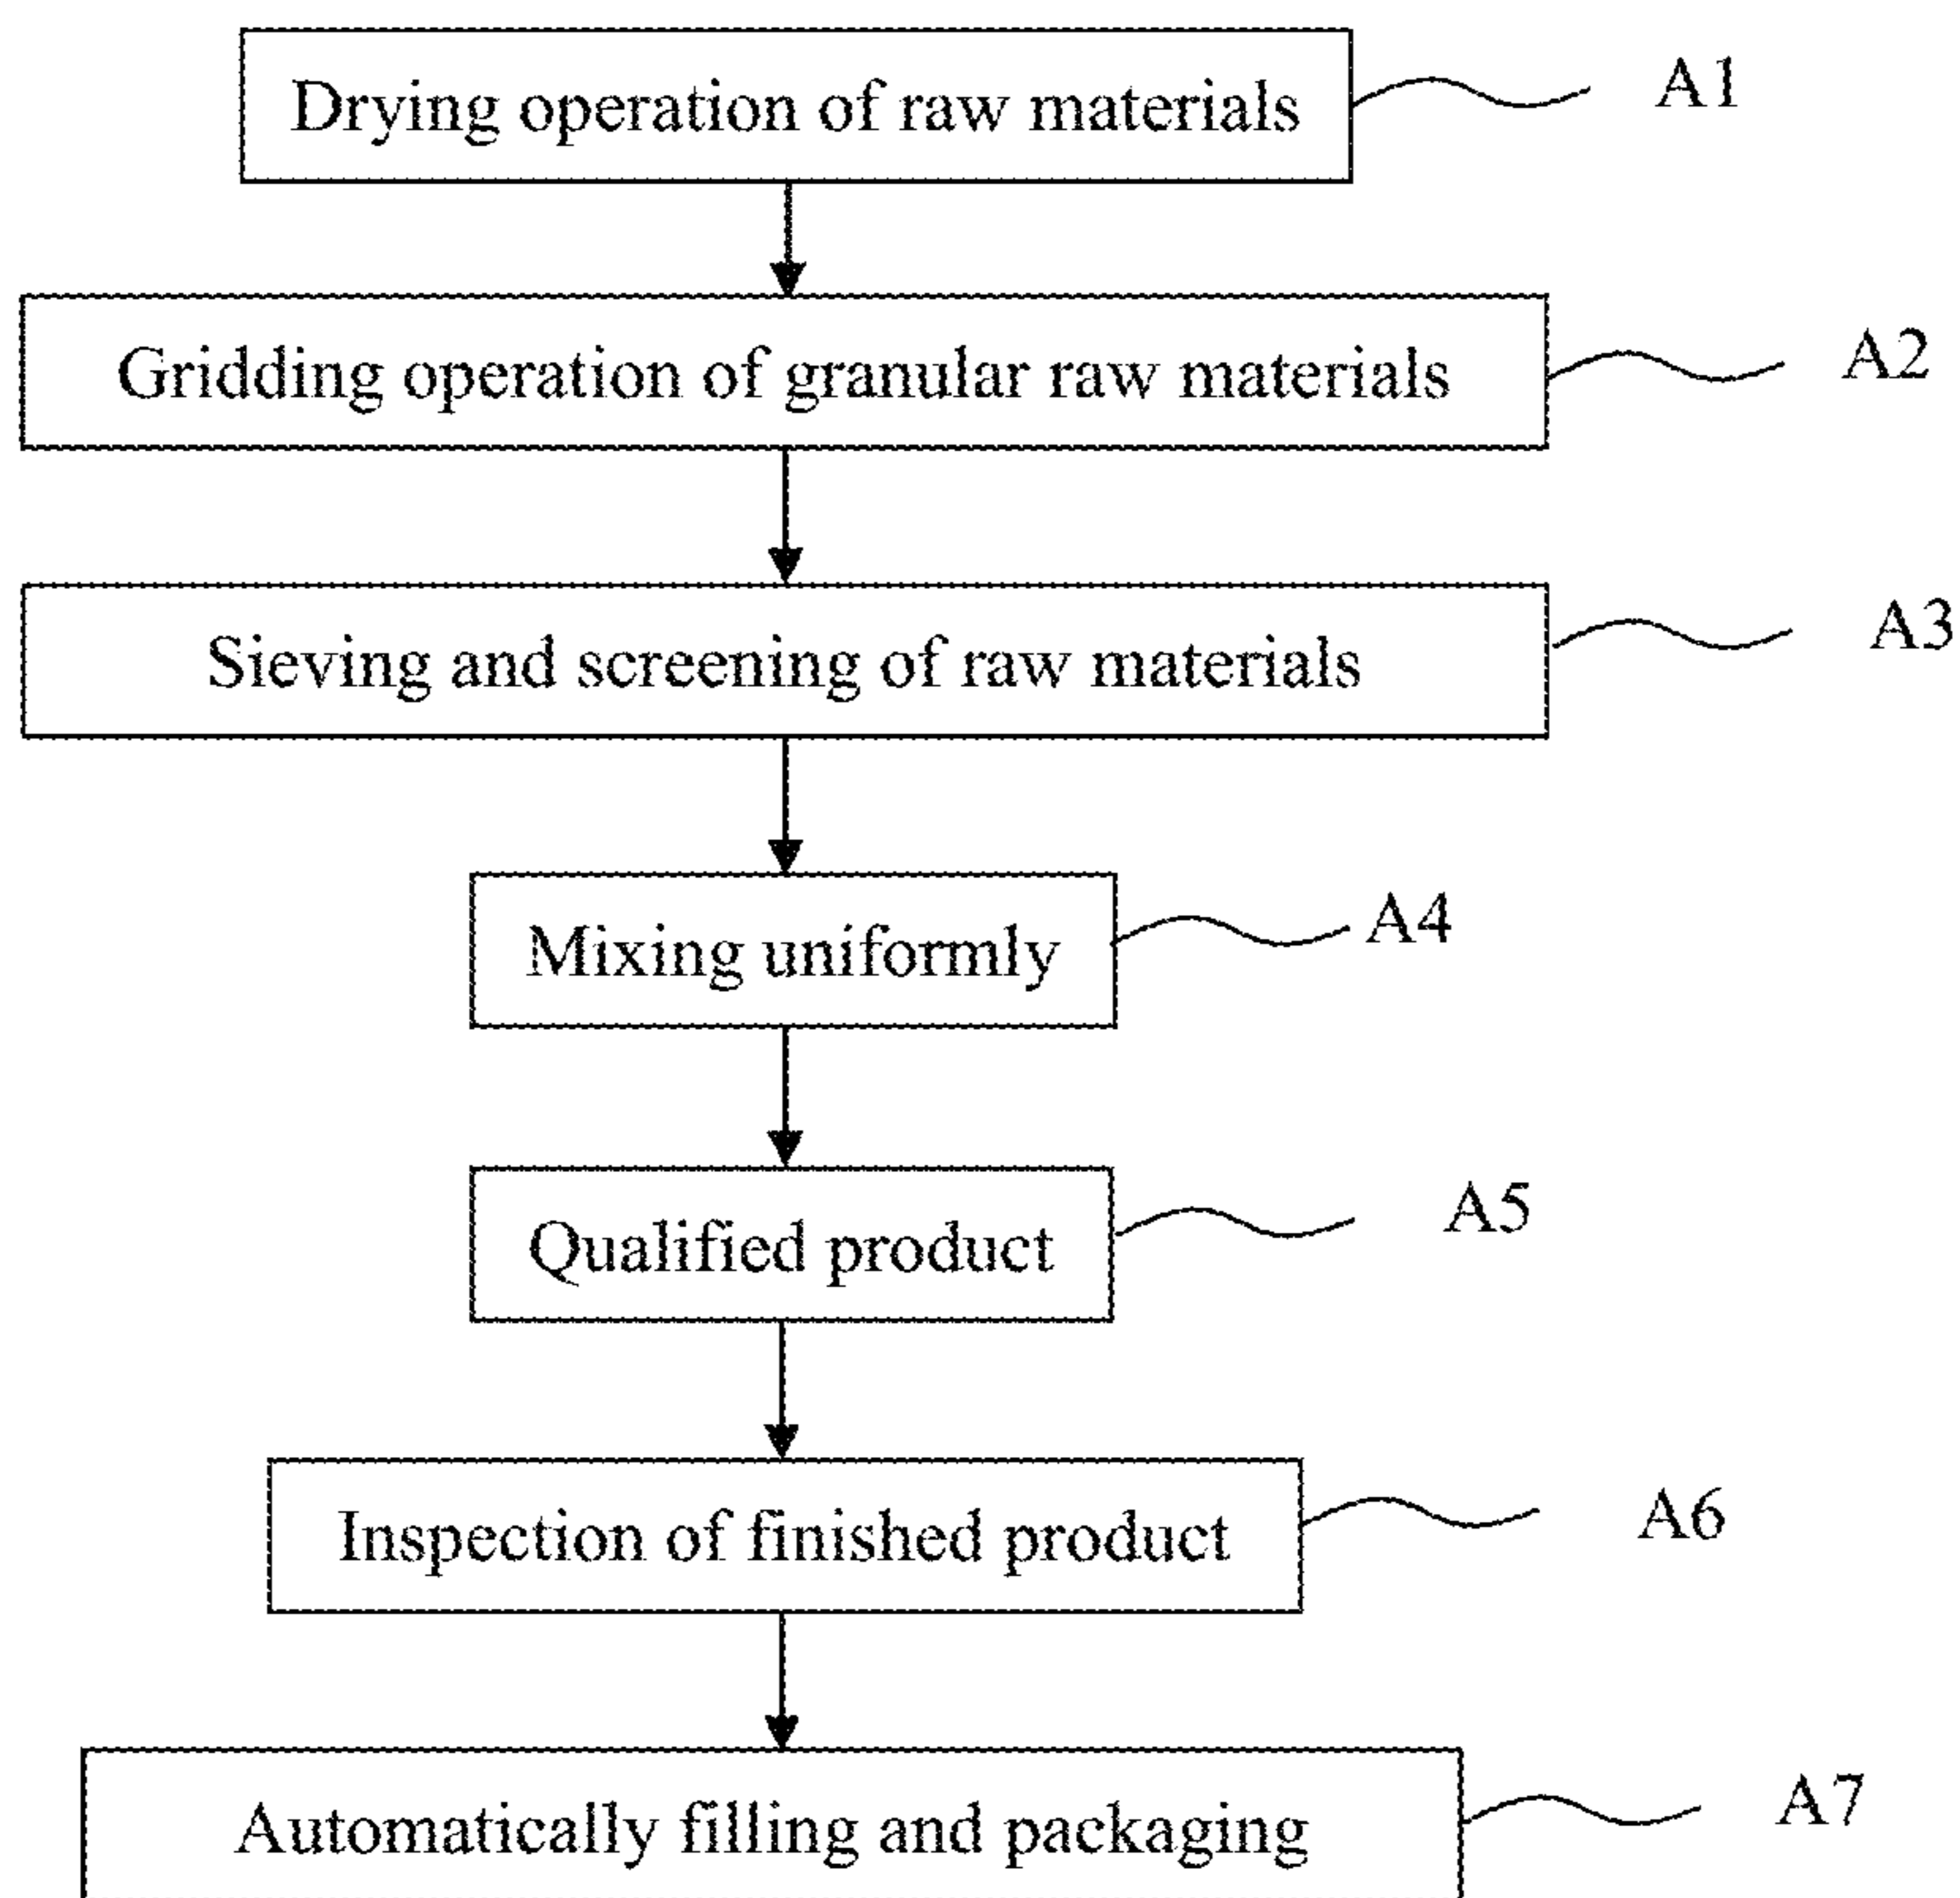 Drying operation of raw materials A1
Gridding operation of granular raw materials A2
Sieving and screening of raw materials A3
Mixing uniformly A4
Qualified product A5
Inspection of finished product A6
Automatically filling and packaging A7